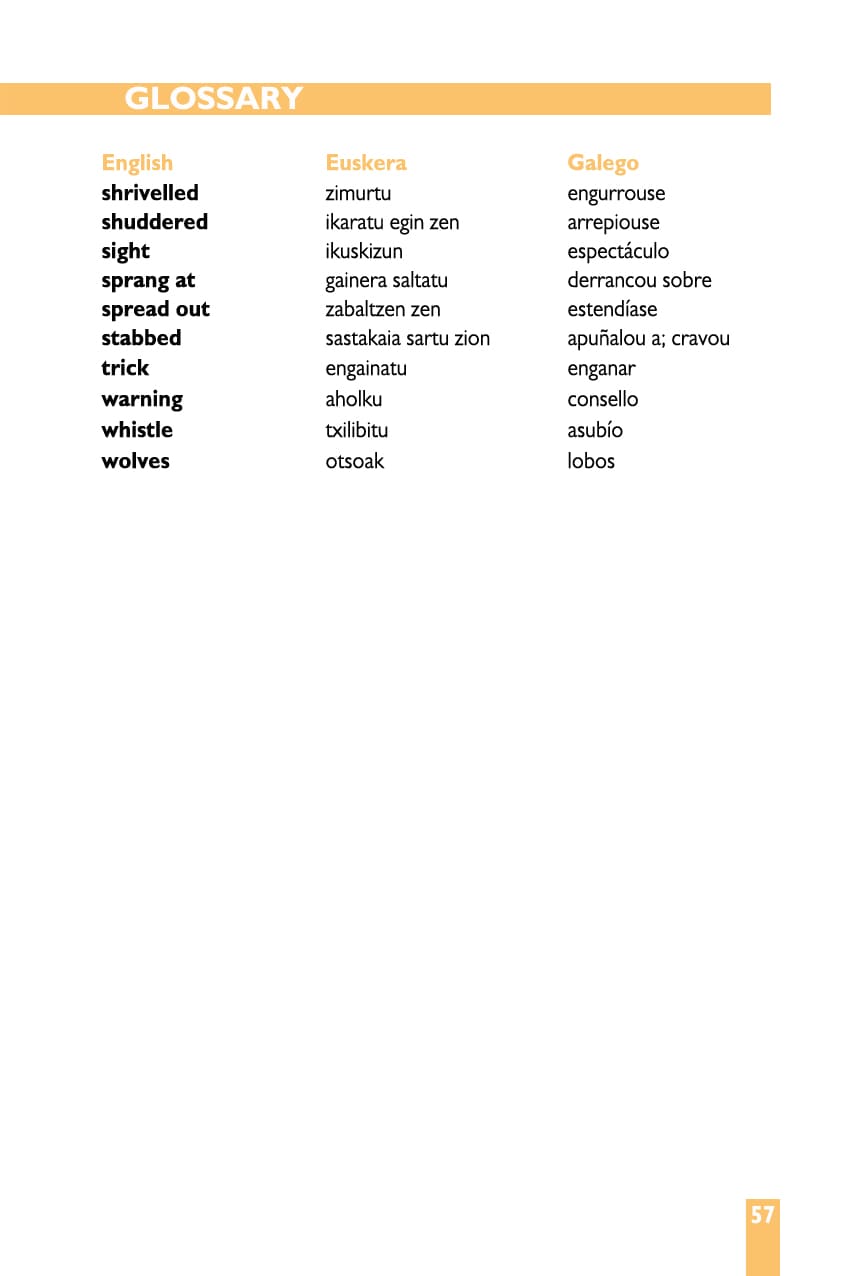 GLOSSARY
English Euskera Galego
shrivelled zimurtu engurrouse
shuddered ikaratu egin zen arrepiouse
sight ikuskizun espectáculo
sprang at gainera saltatu derrancou sobre
spread out zabaltzen zen estendíase
stabbed sastakaia sartu zion apuñalou a; cravou
trick engainatu enganar
warning aholku consello
whistle txilibitu asubío
wolves otsoak lobos
57